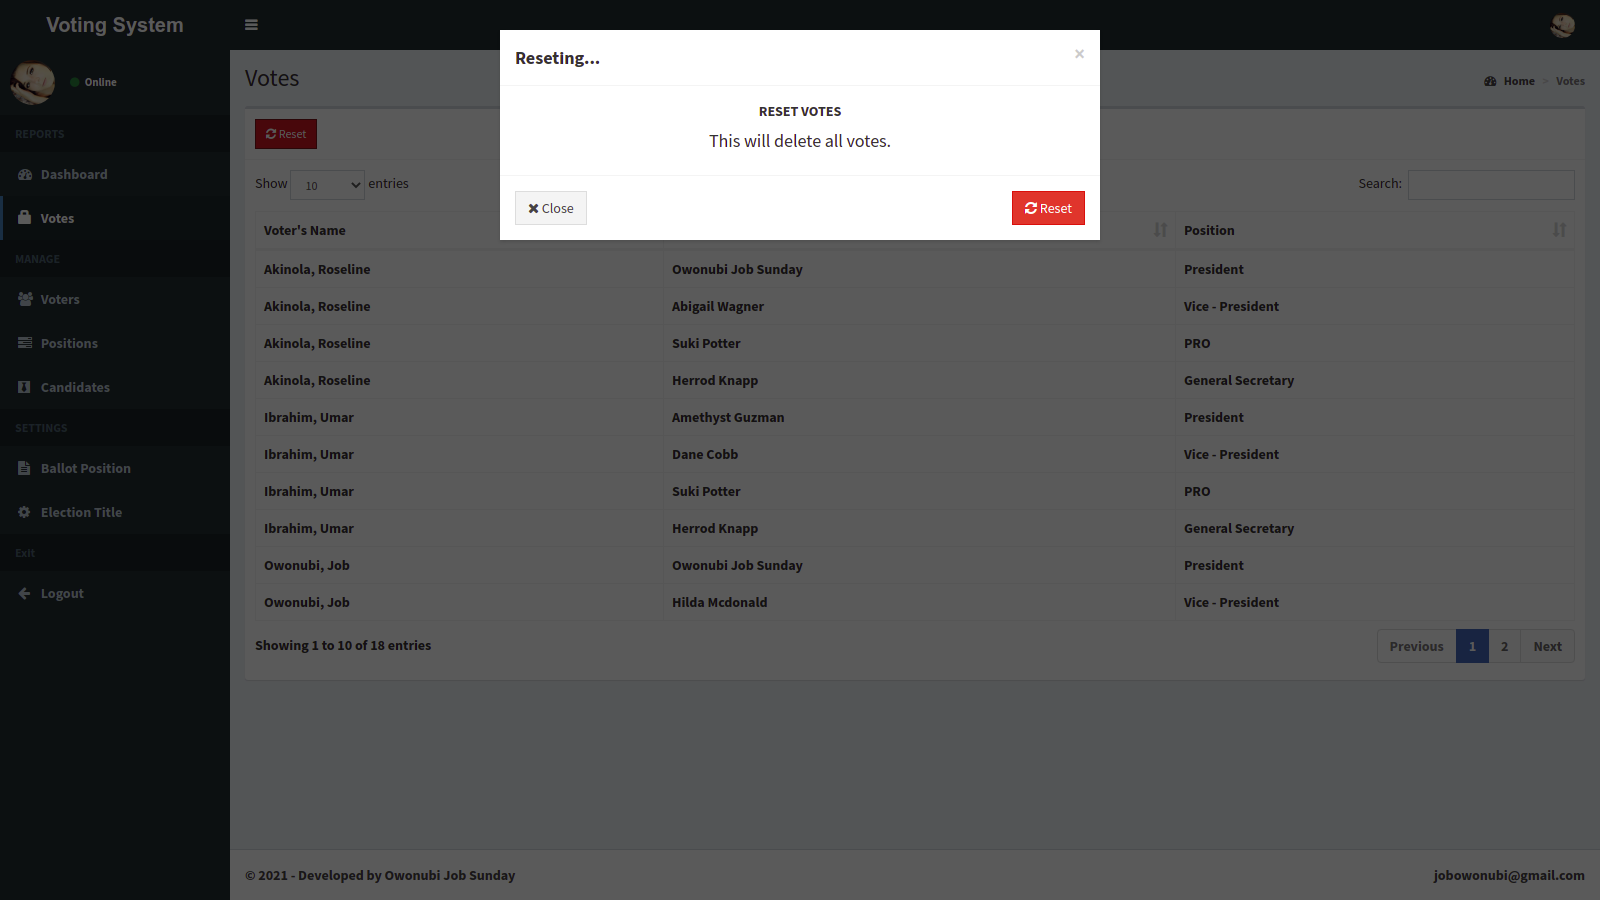 Voting System
Online
REPORTS
Dashboard
Votes
MANAGE
Voters
Positions
Candidates
SETTINGS
Ballot Position
Election Title
Exit
Logout
Votes
Home > Votes
Reset
Show 10 entries
Search:
Voter's Name Position
Akinola, Roseline Owonubi Job Sunday President
Akinola, Roseline Abigail Wagner Vice - President
Akinola, Roseline Suki Potter PRO
Akinola, Roseline Herrod Knapp General Secretary
Ibrahim, Umar Amethyst Guzman President
Ibrahim, Umar Dane Cobb Vice - President
Ibrahim, Umar Suki Potter PRO
Ibrahim, Umar Herrod Knapp General Secretary
Owonubi, Job Owonubi Job Sunday President
Owonubi, Job Hilda Mcdonald Vice - President
Showing 1 to 10 of 18 entries
Previous 1 2 Next
Reseting...
×
RESET VOTES
This will delete all votes.
Close
Reset
© 2021 - Developed by Owonubi Job Sunday
jobowonubi@gmail.com